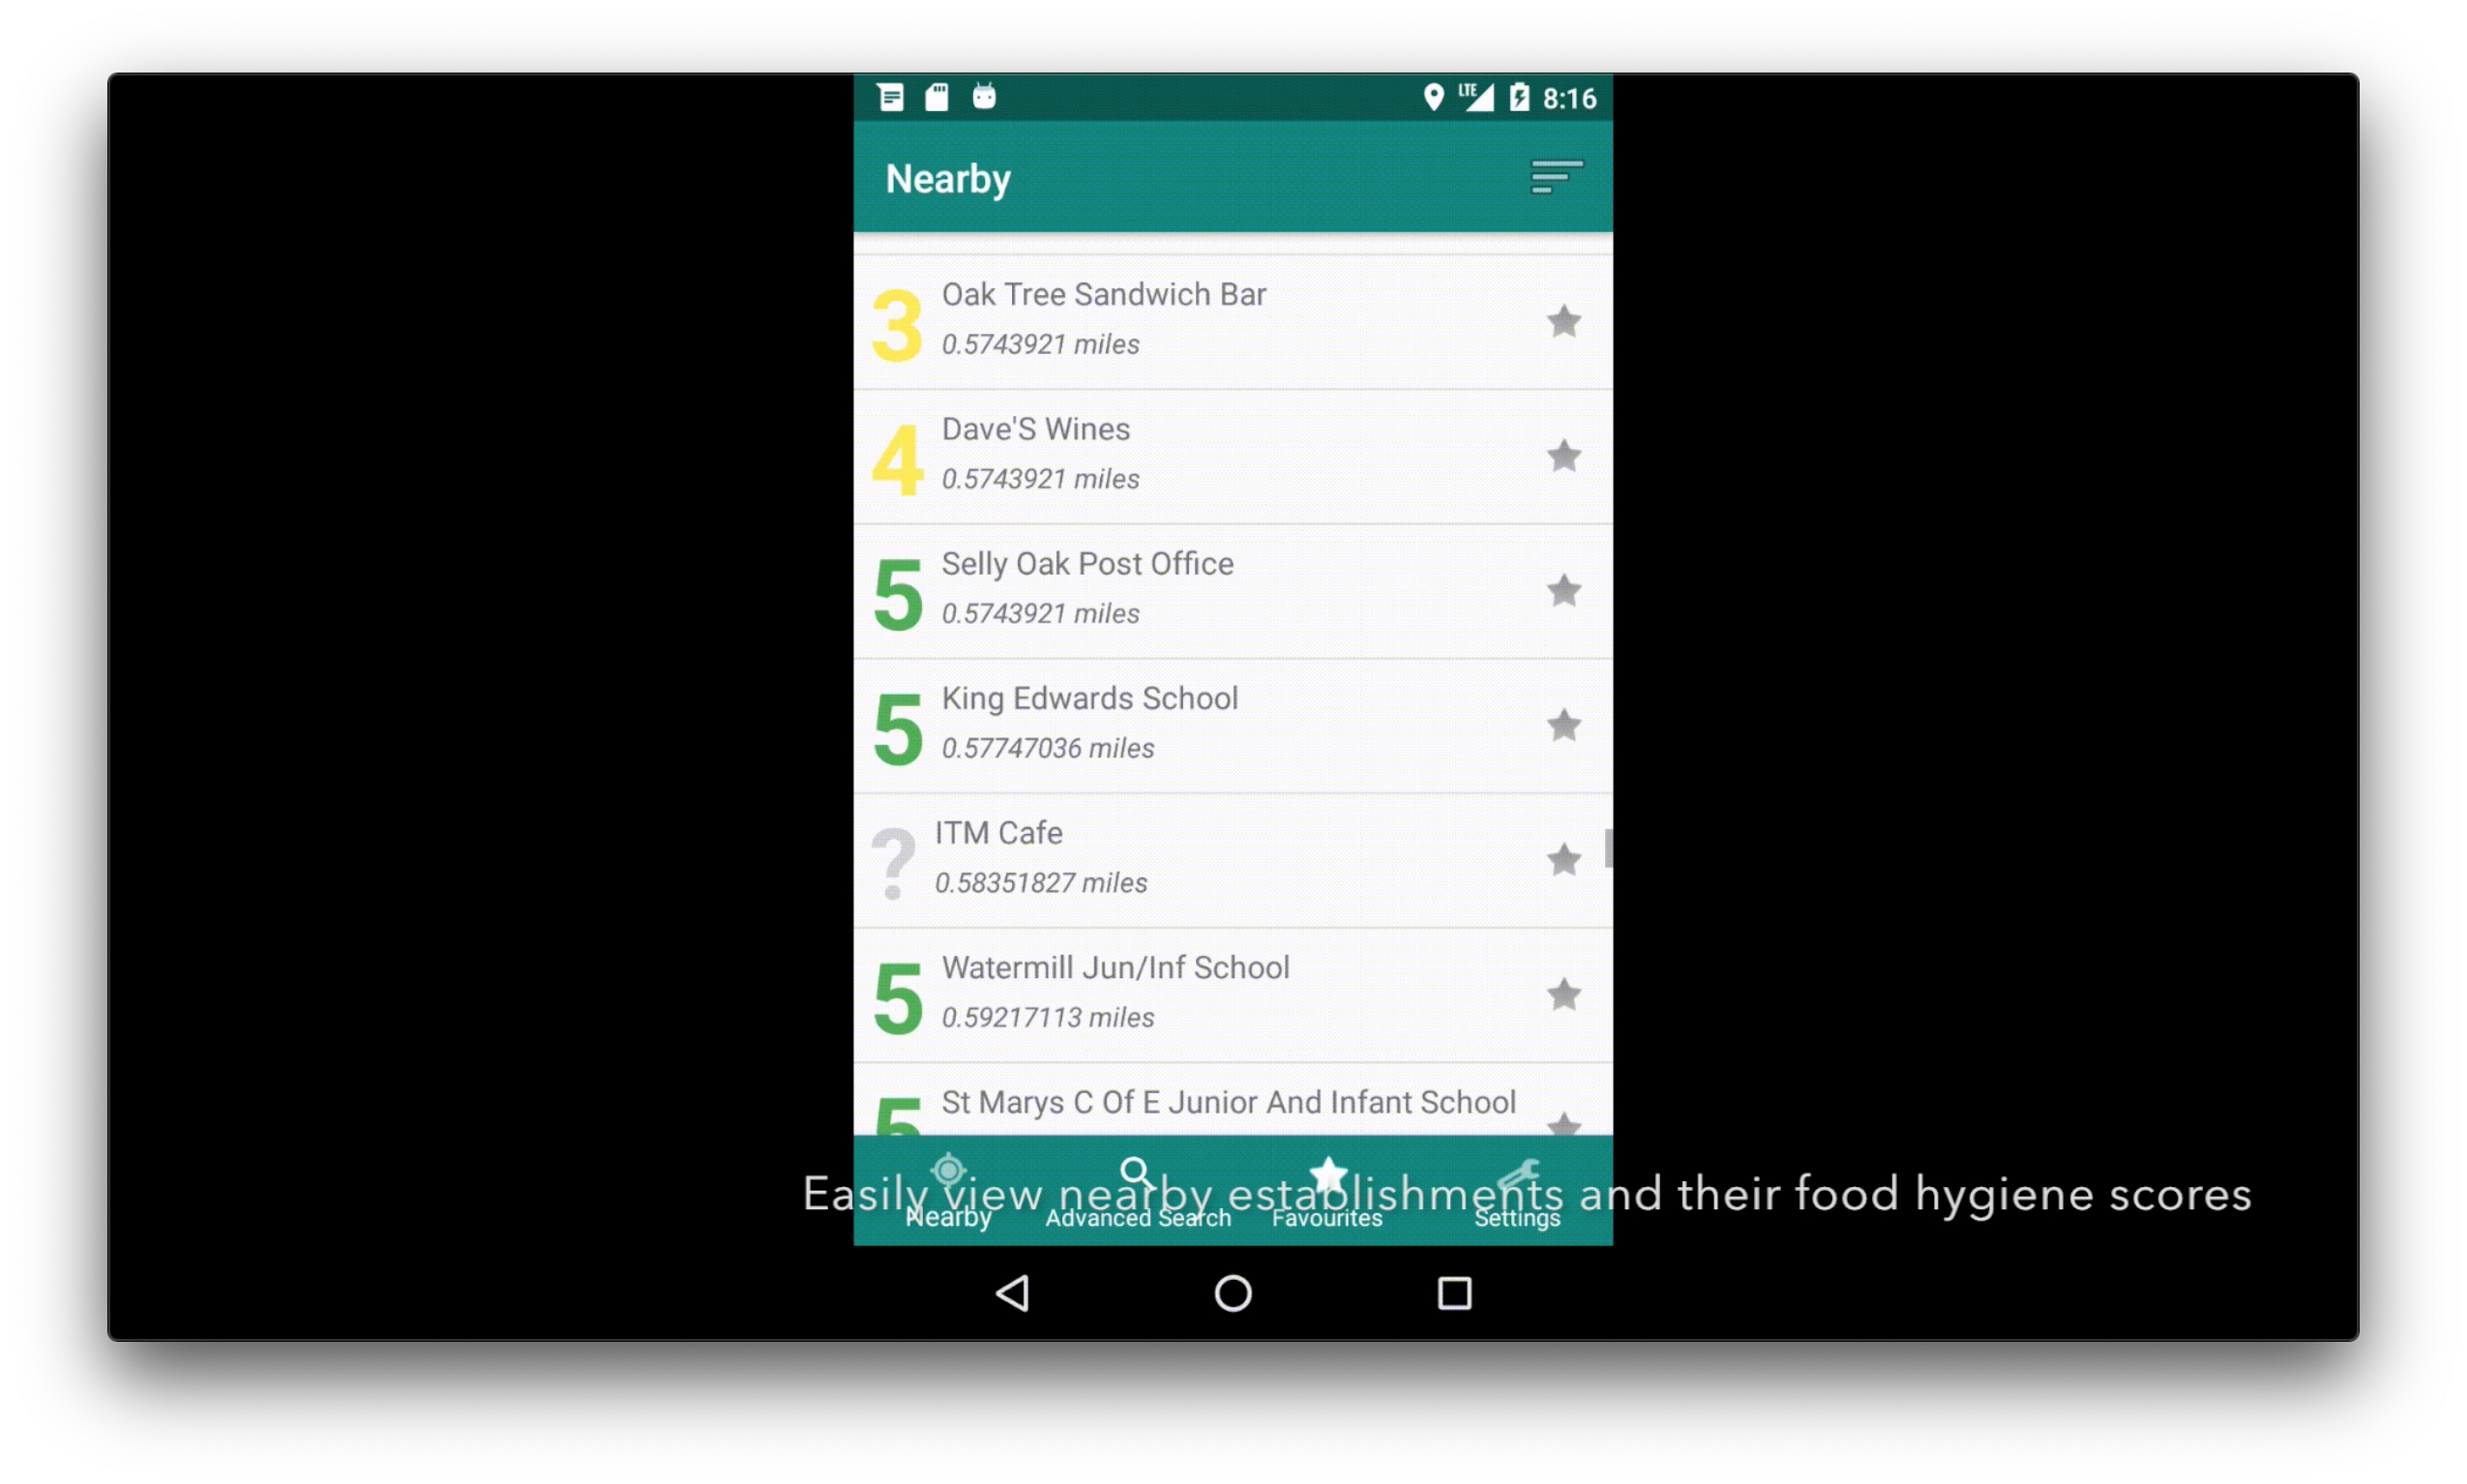 LTE 8:16
Nearby
3 Oak Tree Sandwich Bar
0.5743921 miles
4 Dave'S Wines
0.5743921 miles
5 Selly Oak Post Office
0.5743921 miles
5 King Edwards School
0.57747036 miles
? ITM Cafe
0.58351827 miles
5 Watermill Jun/Inf School
0.59217113 miles
5 St Marys C Of E Junior And Infant School
Easily view nearby establishments and their food hygiene scores
Nearby Advanced Search Favourites Settings